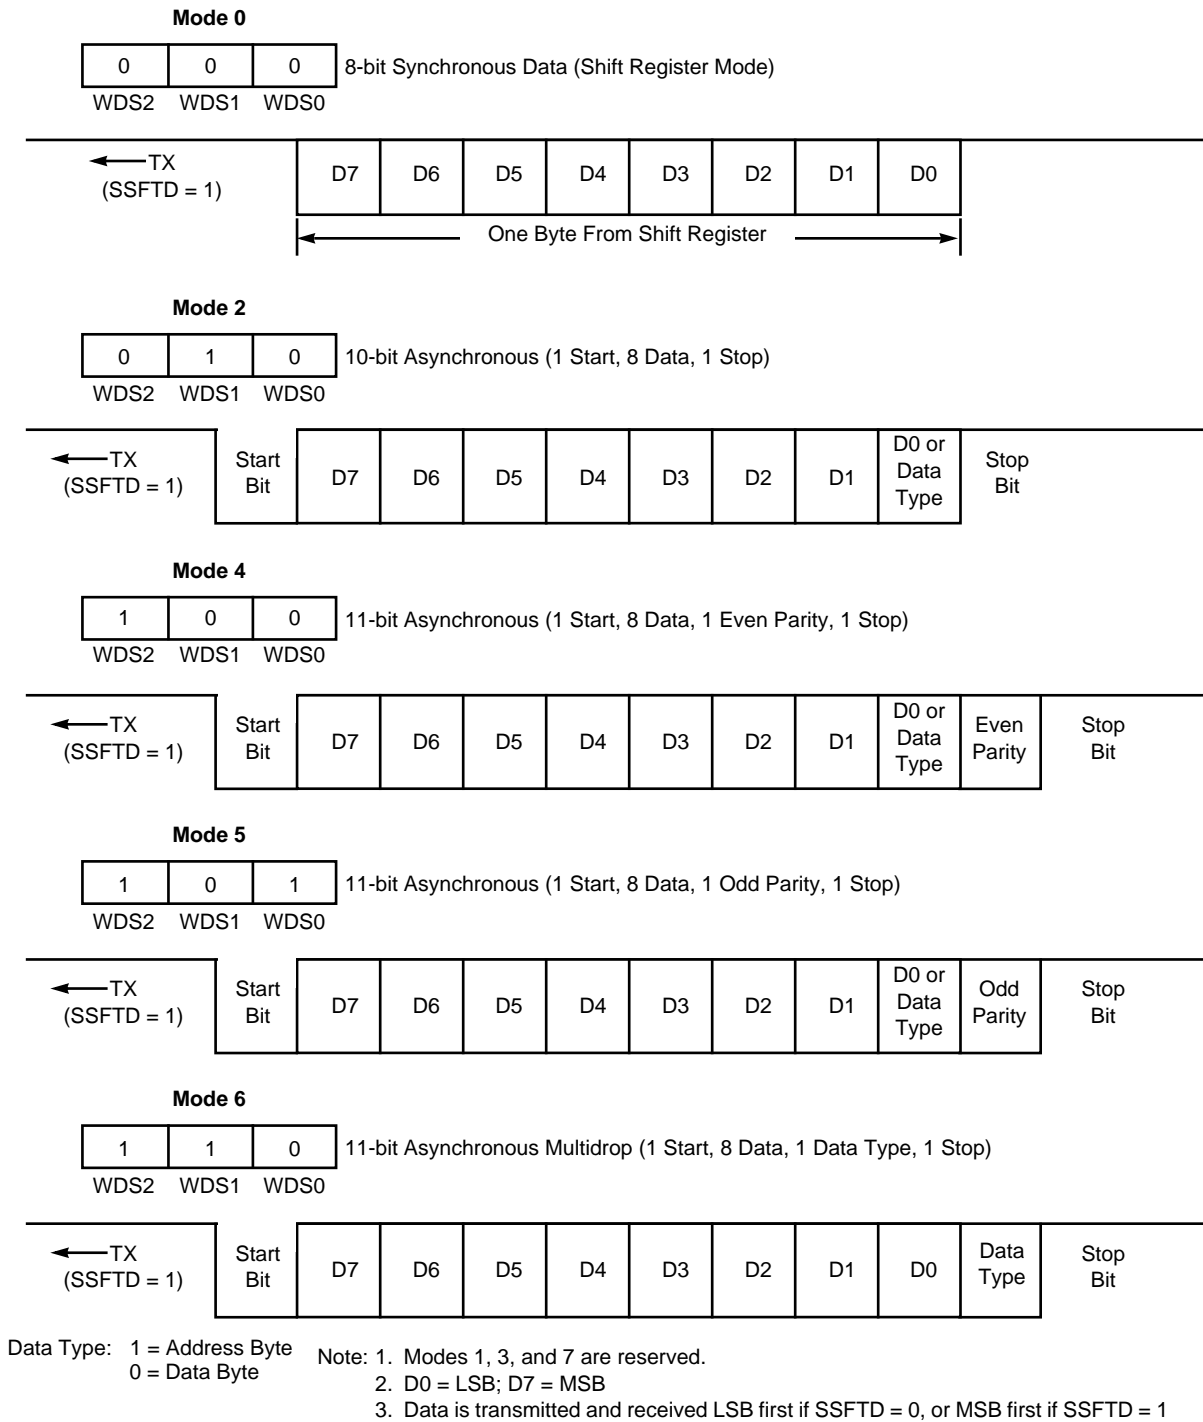 Mode 0
0 0 0 8-bit Synchronous Data (Shift Register Mode)
WDS2 WDS1 WDS0
TX
(SSFTD = 1)
D7 D6 D5 D4 D3 D2 D1 D0
One Byte From Shift Register
Mode 2
0 1 0 10-bit Asynchronous (1 Start, 8 Data, 1 Stop)
WDS2 WDS1 WDS0
TX
(SSFTD = 1)
Start
Bit
D7 D6 D5 D4 D3 D2 D1
D0 or
Data
Type
Stop
Bit
Mode 4
1 0 0 11-bit Asynchronous (1 Start, 8 Data, 1 Even Parity, 1 Stop)
WDS2 WDS1 WDS0
TX
(SSFTD = 1)
Start
Bit
D7 D6 D5 D4 D3 D2 D1
D0 or
Data
Type
Even
Parity
Stop
Bit
Mode 5
1 0 1 11-bit Asynchronous (1 Start, 8 Data, 1 Odd Parity, 1 Stop)
WDS2 WDS1 WDS0
TX
(SSFTD = 1)
Start
Bit
D7 D6 D5 D4 D3 D2 D1
D0 or
Data
Type
Odd
Parity
Stop
Bit
Mode 6
1 1 0 11-bit Asynchronous Multidrop (1 Start, 8 Data, 1 Data Type, 1 Stop)
WDS2 WDS1 WDS0
TX
(SSFTD = 1)
Start
Bit
D7 D6 D5 D4 D3 D2 D1 D0
Data
Type
Stop
Bit
Data Type: 1 = Address Byte
0 = Data Byte
Note: 1. Modes 1, 3, and 7 are reserved.
2. D0 = LSB; D7 = MSB
3. Data is transmitted and received LSB first if SSFTD = 0, or MSB first if SSFTD = 1